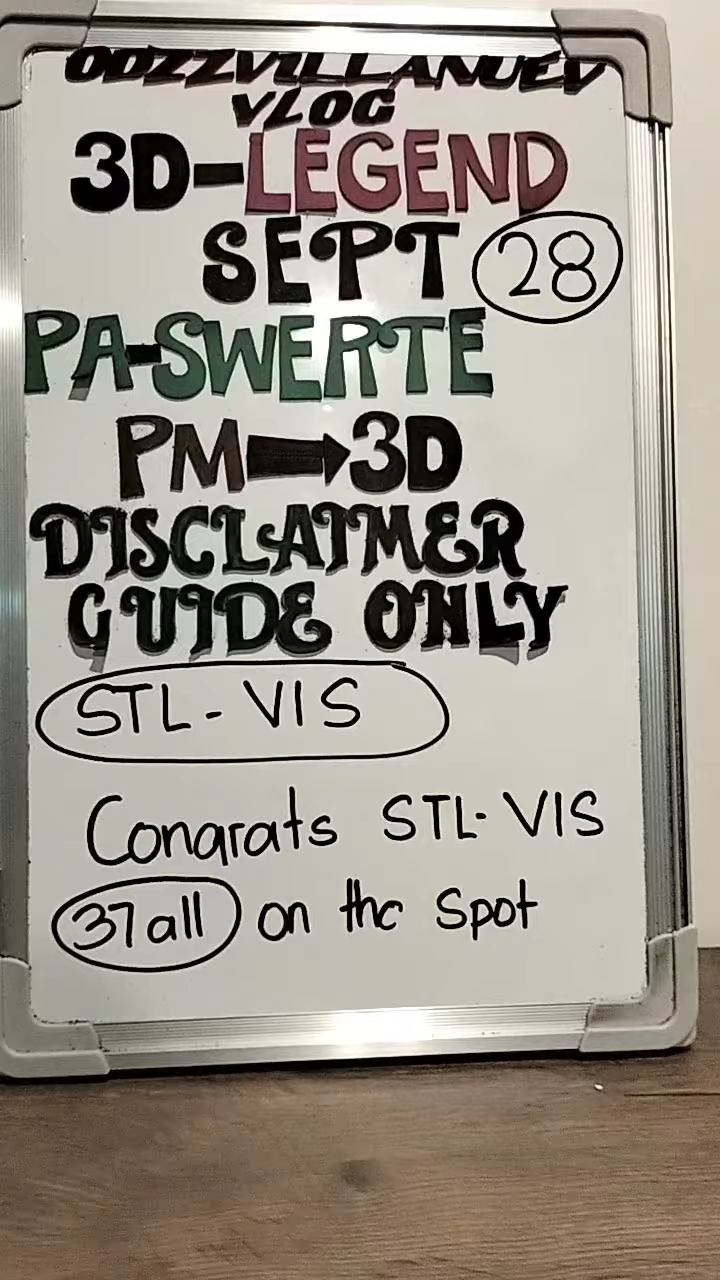 ODZZVILLANUEV
VLOG
3D-LEGEND
SEPT 28
PA-SWERTE
PM➡3D
DISCLAIMER
GUIDE ONLY
STL-VIS
Congrats STL-VIS
37all on the Spot